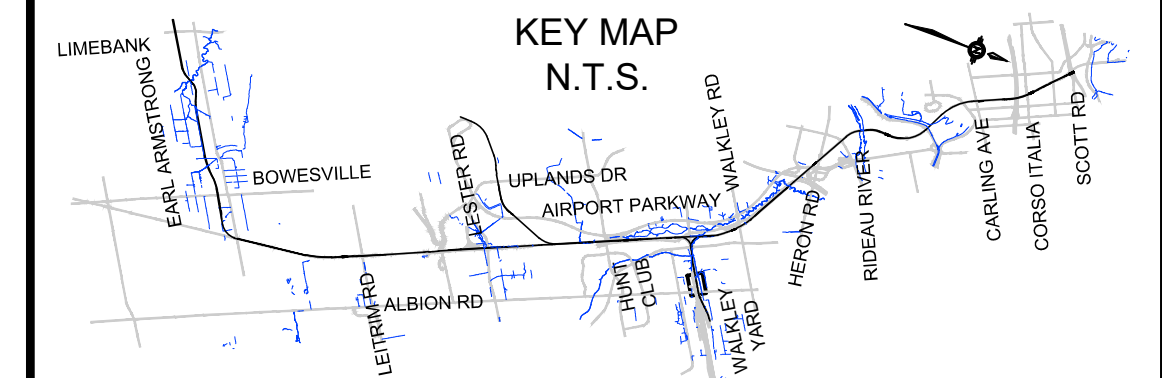 KEY MAP
N.T.S.
LIMEBANK
EARL ARMSTRONG
BOWESVILLE
LESTER RD
UPLANDS DR
AIRPORT PARKWAY
WALKLEY RD
LEITRIM RD
ALBION RD
HUNT
CLUB
WALKLEY
YARD
HERON RD
RIDEAU RIVER
CARLING AVE
CORSO ITALIA
SCOTT RD
N